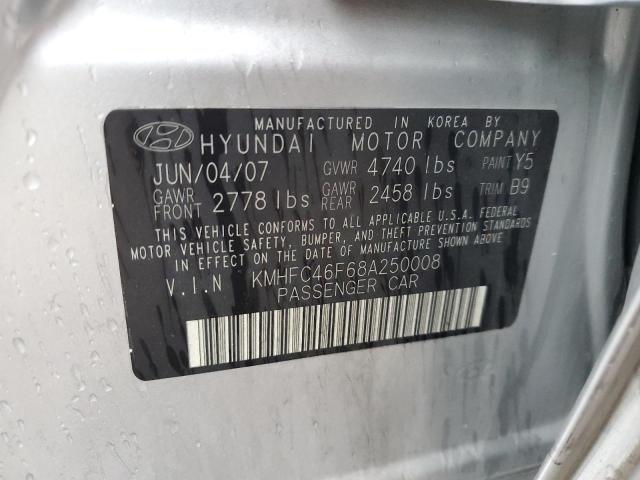 MANUFACTURED IN KOREA BY
HYUNDAI MOTOR COMPANY
JUN/04/07 GVWR 4740 lbs PAINT Y5
GAWR FRONT 2778 lbs GAWR REAR 2458 lbs TRIM B9
THIS VEHICLE CONFORMS TO ALL APPLICABLE U.S.A. FEDERAL
MOTOR VEHICLE SAFETY, BUMPER, AND THEFT PREVENTION STANDARDS
IN EFFECT ON THE DATE OF MANUFACTURE SHOWN ABOVE.
V.I.N KMHFC46F68A250008
PASSENGER CAR